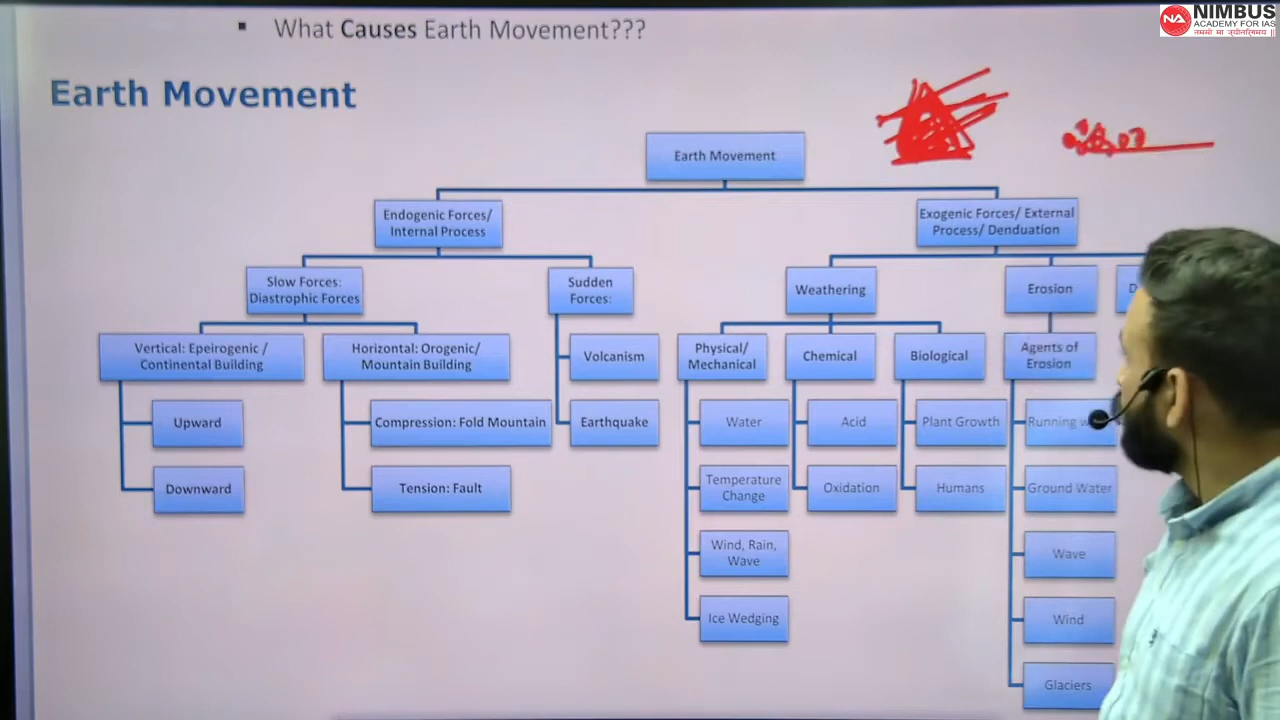 NIMBUS
ACADEMY FOR IAS
तमसो मा ज्योतिर्गमय ||
▪ What Causes Earth Movement???
Earth Movement
Earth Movement
Endogenic Forces/
Internal Process
Exogenic Forces/ External
Process/ Denduation
Slow Forces:
Diastrophic Forces
Sudden
Forces:
Weathering
Erosion
Vertical: Epeirogenic /
Continental Building
Horizontal: Orogenic/
Mountain Building
Volcanism
Physical/
Mechanical
Chemical
Biological
Agents of
Erosion
Upward
Compression: Fold Mountain
Earthquake
Water
Acid
Plant Growth
Running
Downward
Tension: Fault
Temperature
Change
Oxidation
Humans
Ground Water
Wind, Rain,
Wave
Wave
Ice Wedging
Wind
Glaciers